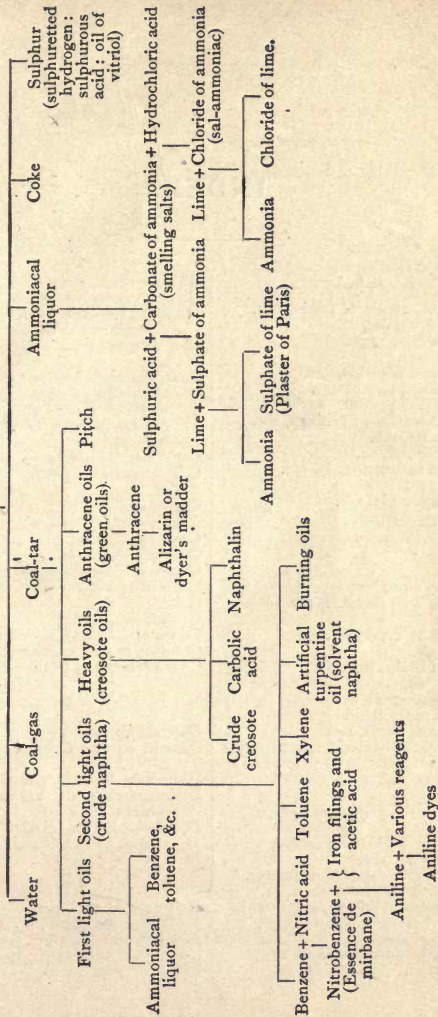 Water
Coal-gas
Coal-tar
Ammoniacal
liquor
Coke
Sulphur
(sulphuretted
hydrogen :
sulphurous
acid : oil of
vitriol)
First light oils
Second light oils
(crude naphtha)
Heavy oils
(creosote oils)
Anthracene oils
(green oils).
Pitch
Ammoniacal
liquor
Benzene,
toluene, &c.
Anthracene
Alizarin or
dyer's madder
Crude
creosote
Carbolic
acid
Naphthalin
Sulphuric acid + Carbonate of ammonia + Hydrochloric acid
(smelling salts)
Lime + Sulphate of ammonia
Lime + Chloride of ammonia
(sal-ammoniac)
Ammonia
Sulphate of lime
(Plaster of Paris)
Ammonia
Chloride of lime.
Benzene + Nitric acid
Toluene
Xylene
Artificial
turpentine
oil (solvent
naphtha)
Burning oils
Nitrobenzene + } Iron filings and
(Essence de
mirbane)
acetic acid
Aniline + Various reagents
Aniline dyes